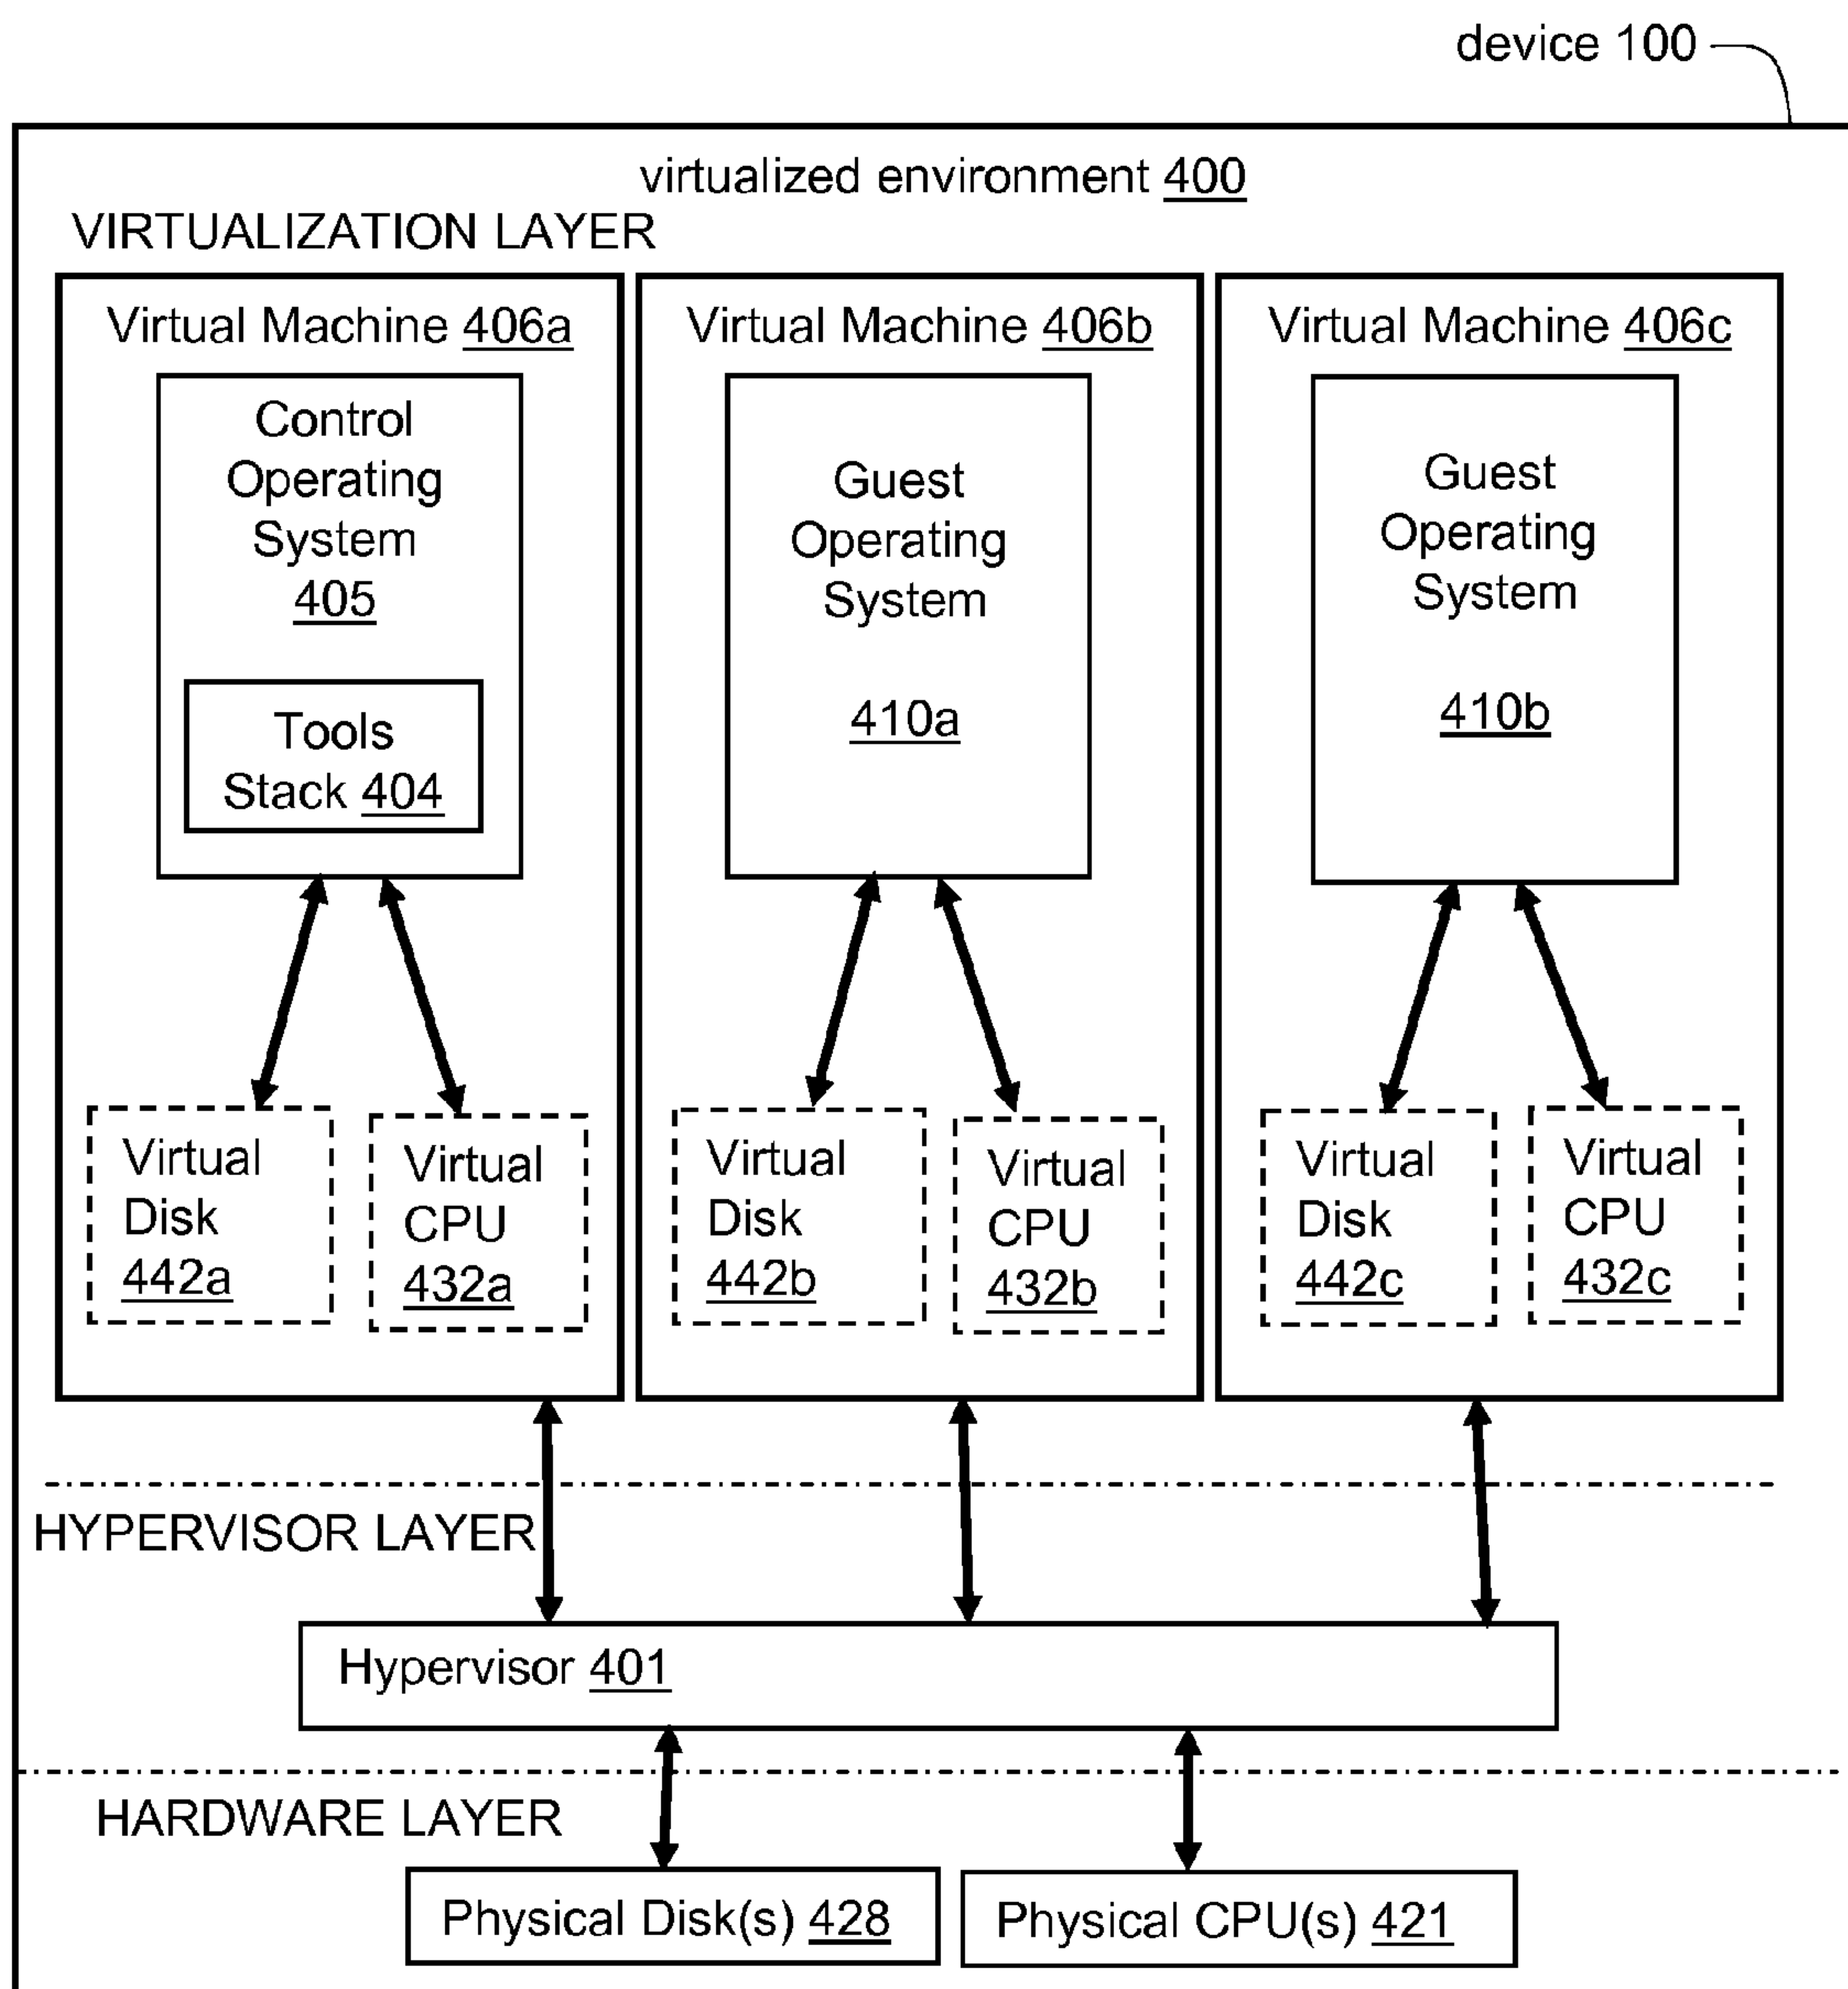 device 100
virtualized environment 400
VIRTUALIZATION LAYER
Virtual Machine 406a
Control
Operating
System
405
Tools
Stack 404
Virtual
Disk
442a
Virtual
CPU
432a
Virtual Machine 406b
Guest
Operating
System
410a
Virtual
Disk
442b
Virtual
CPU
432b
Virtual Machine 406c
Guest
Operating
System
410b
Virtual
Disk
442c
Virtual
CPU
432c
HYPERVISOR LAYER
Hypervisor 401
HARDWARE LAYER
Physical Disk(s) 428
Physical CPU(s) 421